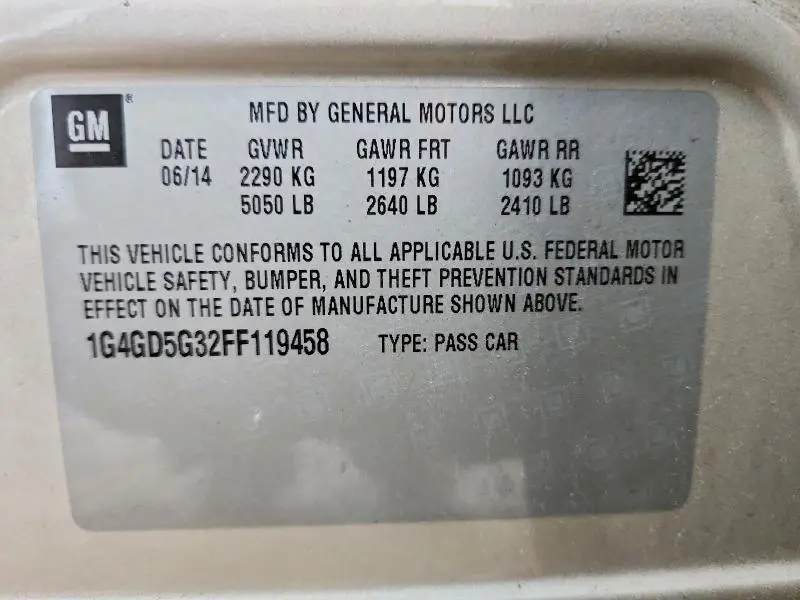 GM®
MFD BY GENERAL MOTORS LLC
DATE GVWR GAWR FRT GAWR RR
06/14 2290 KG 1197 KG 1093 KG
5050 LB 2640 LB 2410 LB
THIS VEHICLE CONFORMS TO ALL APPLICABLE U.S. FEDERAL MOTOR
VEHICLE SAFETY, BUMPER, AND THEFT PREVENTION STANDARDS IN
EFFECT ON THE DATE OF MANUFACTURE SHOWN ABOVE.
1G4GD5G32FF119458 TYPE: PASS CAR